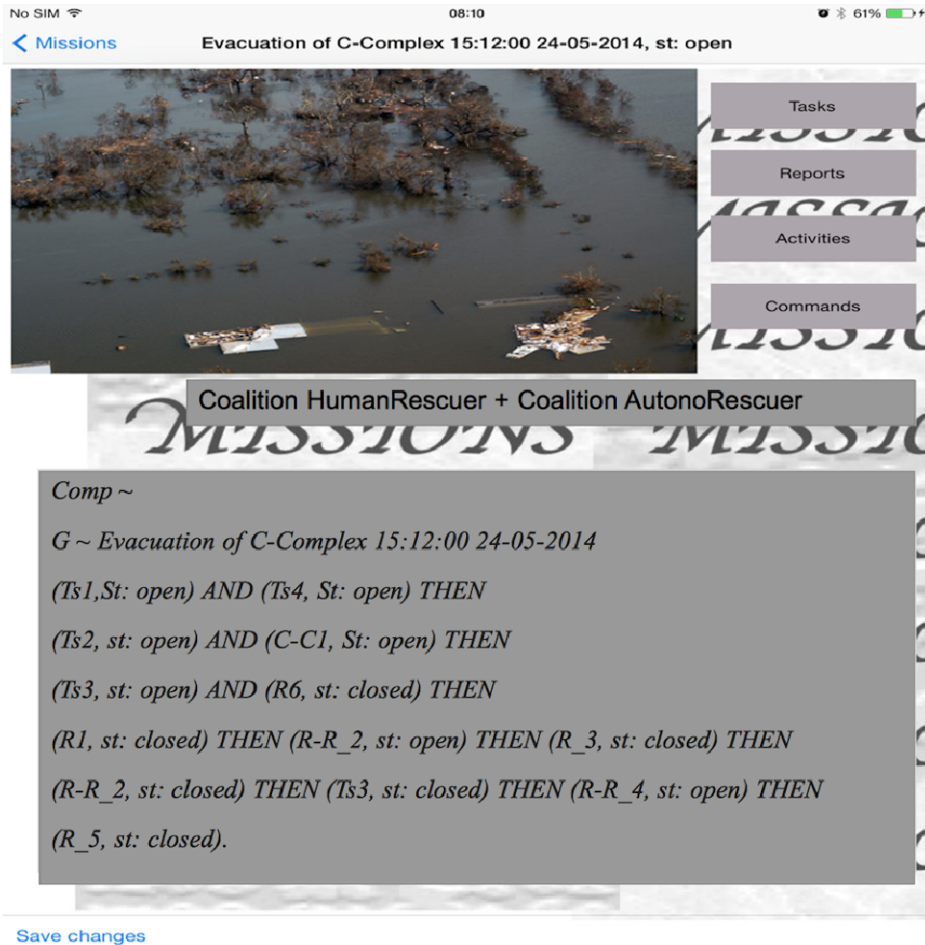 No SIM 08:10 61%
Missions Evacuation of C-Complex 15:12:00 24-05-2014, st: open
Tasks
Reports
Activities
Commands
Coalition HumanRescuer + Coalition AutonoRescuer
MISSIONS MISSIO
Comp ~
G ~ Evacuation of C-Complex 15:12:00 24-05-2014
(Ts1,St: open) AND (Ts4, St: open) THEN
(Ts2, st: open) AND (C-C1, St: open) THEN
(Ts3, st: open) AND (R6, st: closed) THEN
(R1, st: closed) THEN (R-R_2, st: open) THEN (R_3, st: closed) THEN
(R-R_2, st: closed) THEN (Ts3, st: closed) THEN (R-R_4, st: open) THEN
(R_5, st: closed).
Save changes